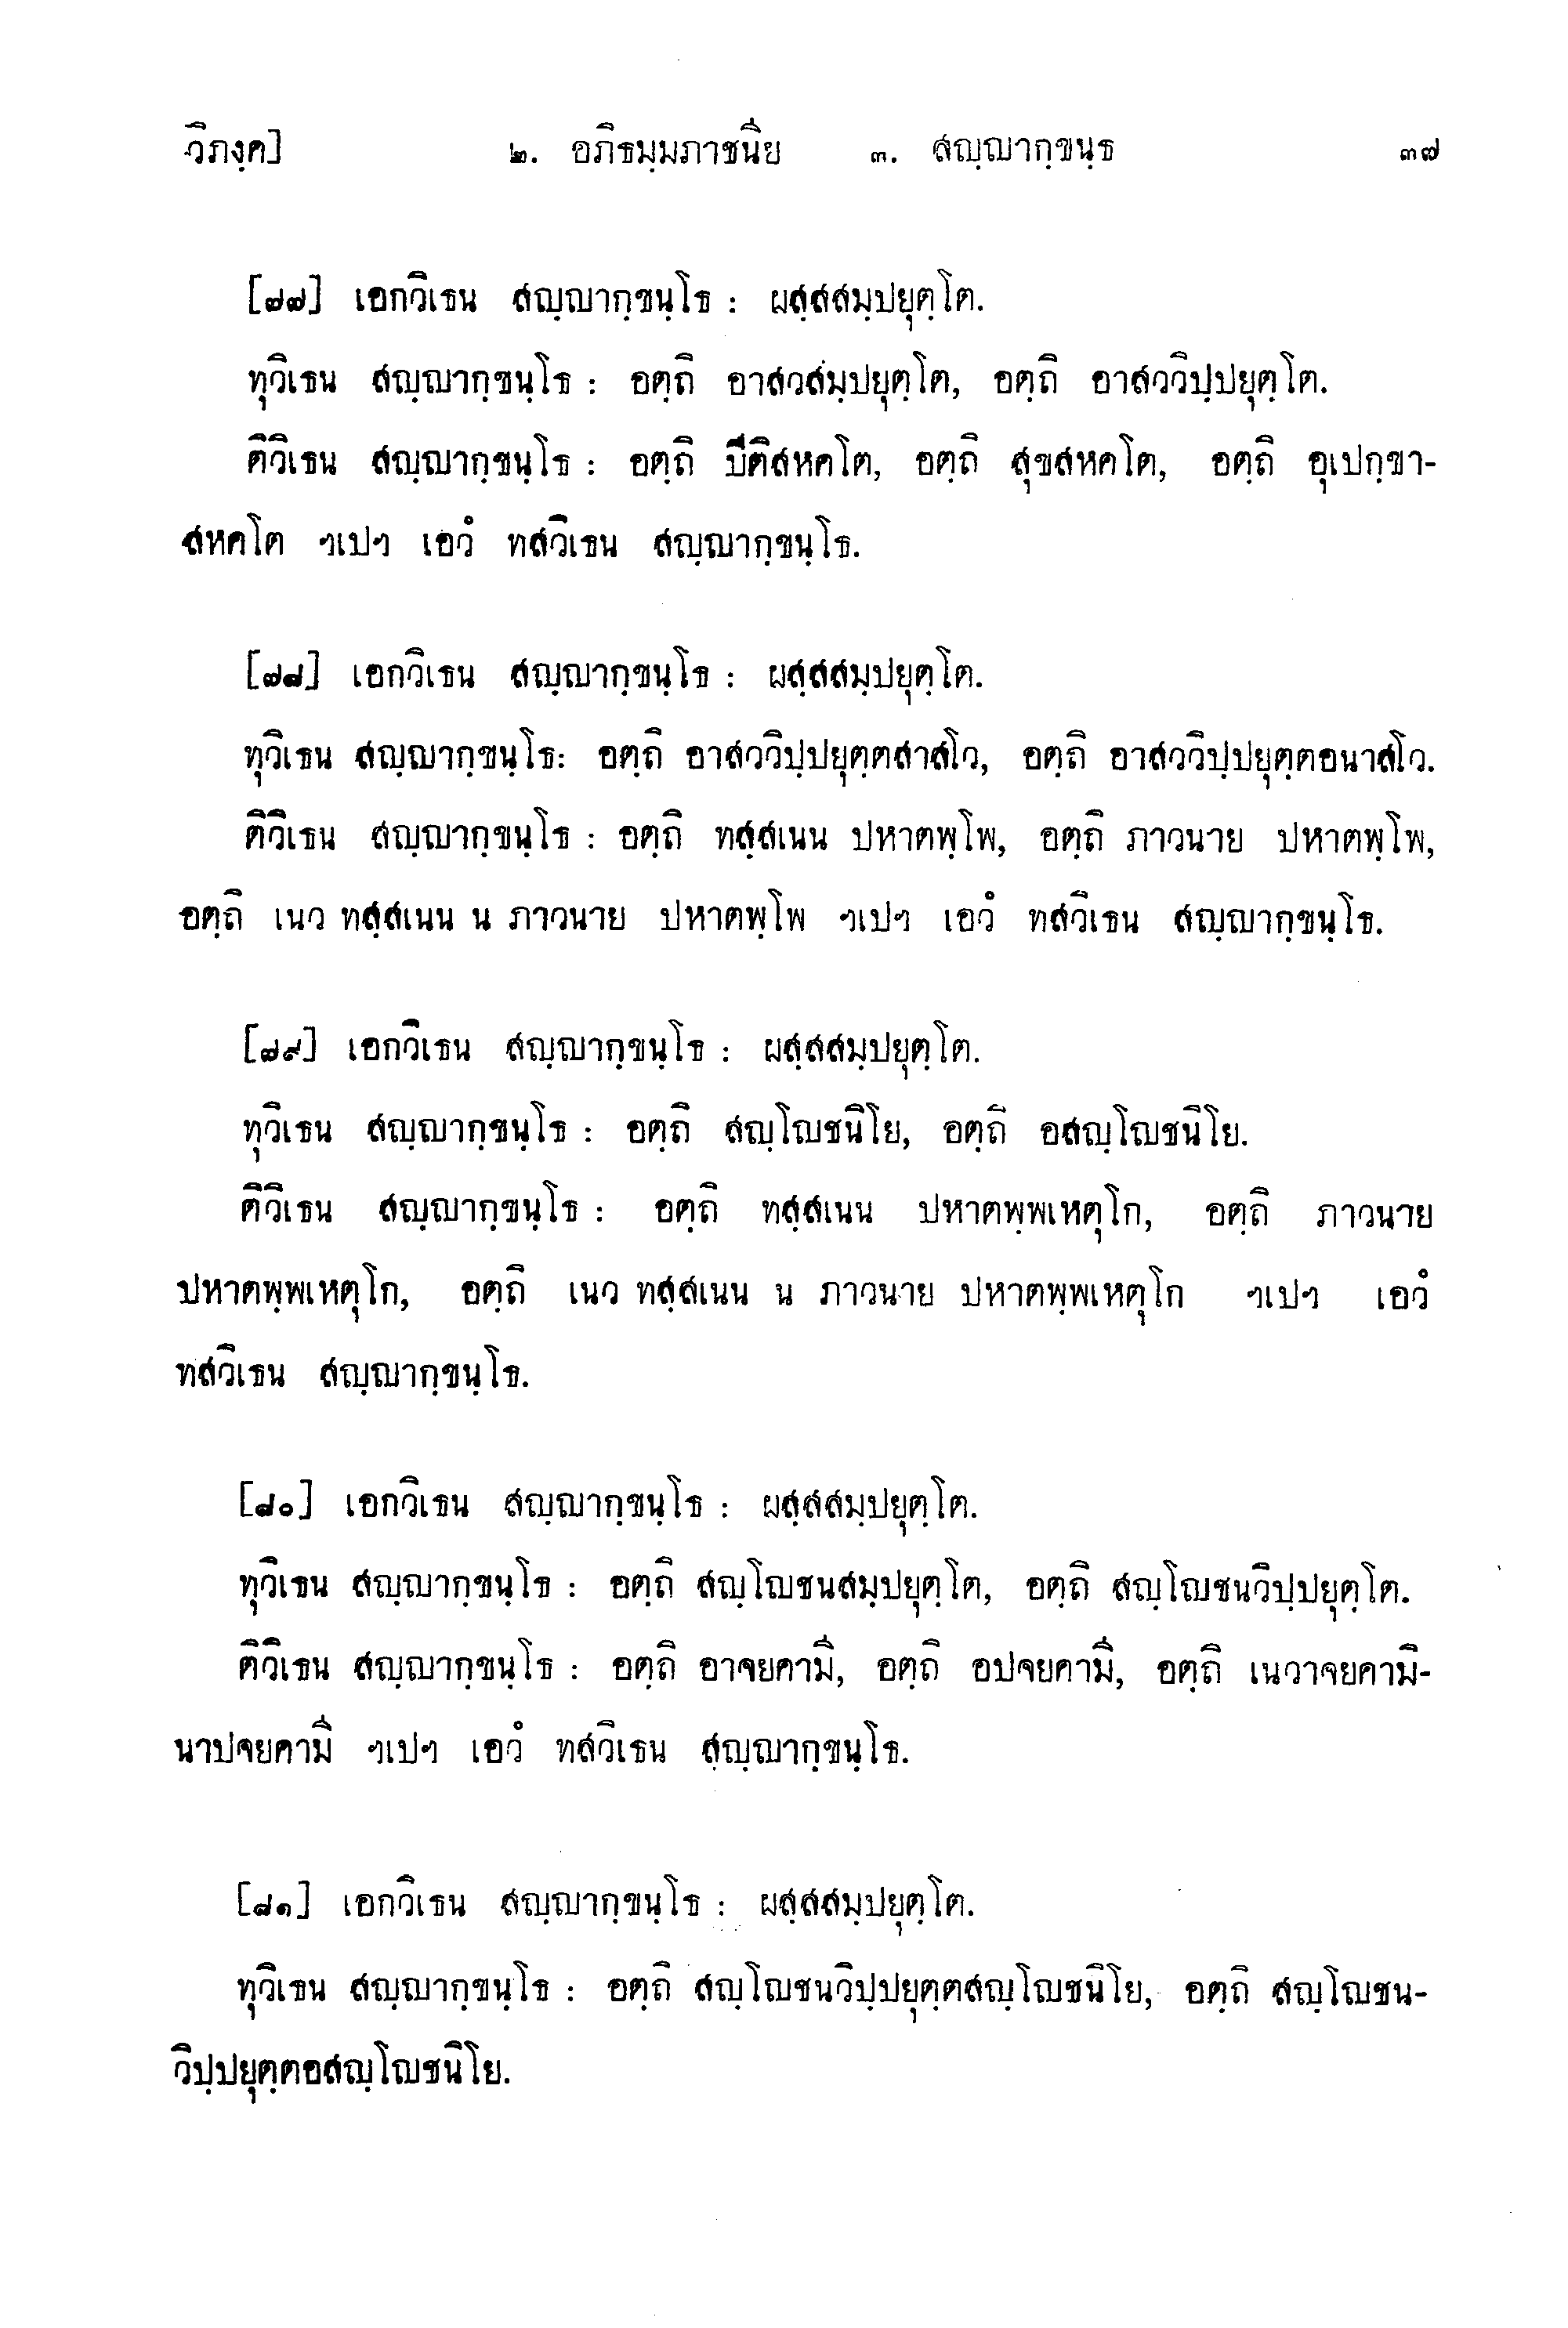 วิภงฺค]	๒. อภิธมฺมภาชนีย	๓. สญฺญากฺขนฺธ	๓๗
[๗๗] เอกวิเธน สญฺญากฺขนฺโธ : ผสฺสสมฺปยุตฺโต.
ทุวิเธน สญฺญากฺขนฺโธ : อตฺถิ อาสวสมฺปยุตฺโต, อตฺถิ อาสววิปฺปยุตฺโต.
ติวิเธน สญฺญากฺขนฺโธ : อตฺถิ ปีติสหคโต, อตฺถิ สุขสหคโต, อตฺถิ อุเปกฺขา-
สหคโต ฯเปฯ เอวํ ทสวิเธน สญฺญากฺขนฺโธ.
[๗๘] เอกวิเธน สญฺญากฺขนฺโธ : ผสฺสสมฺปยุตฺโต.
ทุวิเธน สญฺญากฺขนฺโธ: อตฺถิ อาสววิปฺปยุตฺตสาสโว, อตฺถิ อาสววิปฺปยุตฺตอนาสโว.
ติวิเธน สญฺญากฺขนฺโธ : อตฺถิ ทสฺสเนน ปหาตพฺโพ, อตฺถิ ภาวนาย ปหาตพฺโพ,
อตฺถิ เนว ทสฺสเนน น ภาวนาย ปหาตพฺโพ ฯเปฯ เอวํ ทสวิเธน สญฺญากฺขนฺโธ.
[๗๙] เอกวิเธน สญฺญากฺขนฺโธ : ผสฺสสมฺปยุตฺโต.
ทุวิเธน สญฺญากฺขนฺโธ : อตฺถิ สญฺโญชนิโย, อตฺถิ อสญฺโญชนิโย.
ติวิเธน สญฺญากฺขนฺโธ : อตฺถิ ทสฺสเนน ปหาตพฺพเหตุโก, อตฺถิ ภาวนาย
ปหาตพฺพเหตุโก, อตฺถิ เนว ทสฺสเนน น ภาวนาย ปหาตพฺพเหตุโก ฯเปฯ เอวํ
ทสวิเธน สญฺญากฺขนฺโธ.
[๘๐] เอกวิเธน สญฺญากฺขนฺโธ : ผสฺสสมฺปยุตฺโต.
ทุวิเธน สญฺญากฺขนฺโธ : อตฺถิ สญฺโญชนสมฺปยุตฺโต, อตฺถิ สญฺโญชนวิปฺปยุตฺโต.
ติวิเธน สญฺญากฺขนฺโธ : อตฺถิ อาจยคามี, อตฺถิ อปจยคามี, อตฺถิ เนวาจยคามิ-
นาปจยคามี ฯเปฯ เอวํ ทสวิเธน สญฺญากฺขนฺโธ.
[๘๑] เอกวิเธน สญฺญากฺขนฺโธ : ผสฺสสมฺปยุตฺโต.
ทุวิเธน สญฺญากฺขนฺโธ : อตฺถิ สญฺโญชนวิปฺปยุตฺตสญฺโญชนิโย, อตฺถิ สญฺโญชน-
วิปฺปยุตฺตอสญฺโญชนิโย.